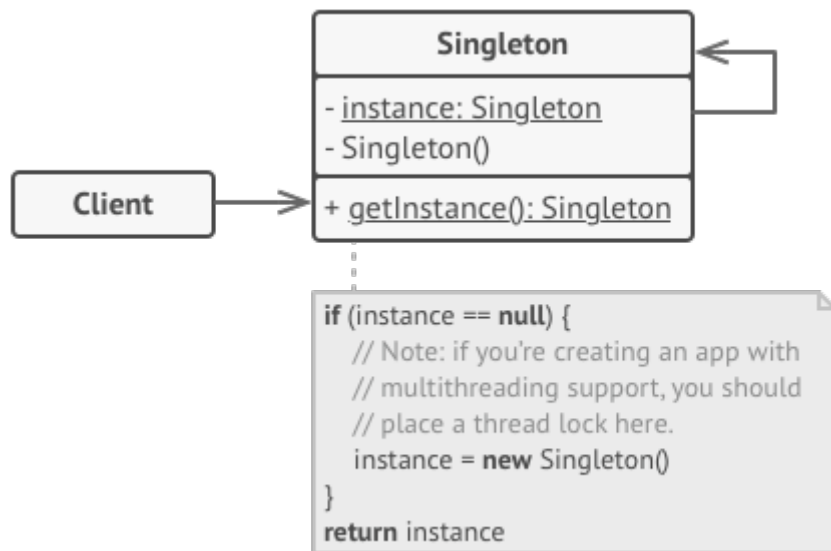 Singleton
- instance: Singleton
- Singleton()
Client
+ getInstance(): Singleton
if (instance == null) {
// Note: if you’re creating an app with
// multithreading support, you should
// place a thread lock here.
instance = new Singleton()
}
return instance